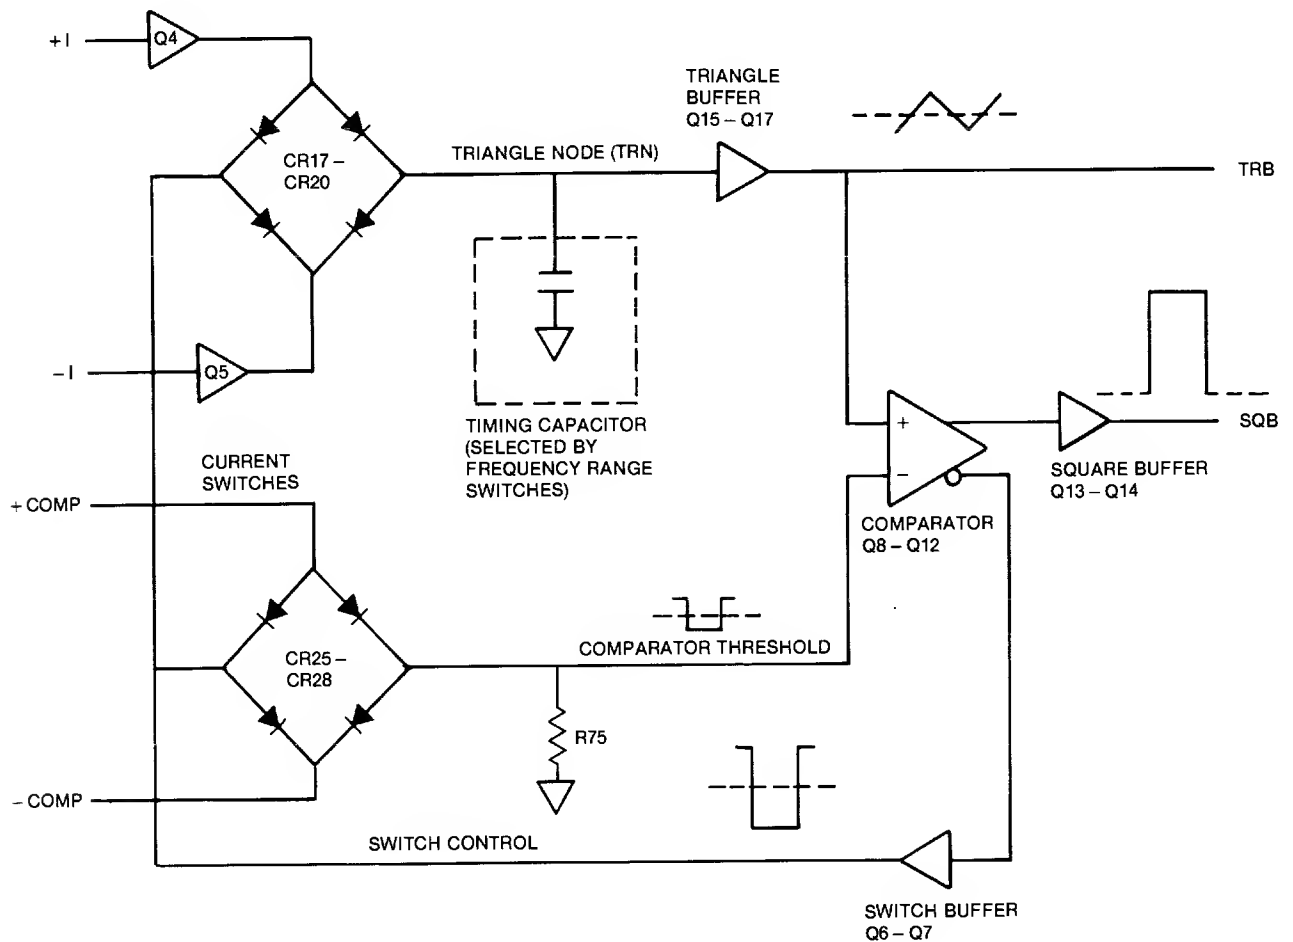 +I
Q4
CR17 –
CR20
TRIANGLE NODE (TRN)
TRIANGLE
BUFFER
Q15 – Q17
TRB
–I
Q5
TIMING CAPACITOR
(SELECTED BY
FREQUENCY RANGE
SWITCHES)
CURRENT
SWITCHES
+
–
COMPARATOR
Q8 – Q12
SQUARE BUFFER
Q13 – Q14
SQB
+ COMP
CR25 –
CR28
COMPARATOR THRESHOLD
R75
– COMP
SWITCH CONTROL
SWITCH BUFFER
Q6 – Q7